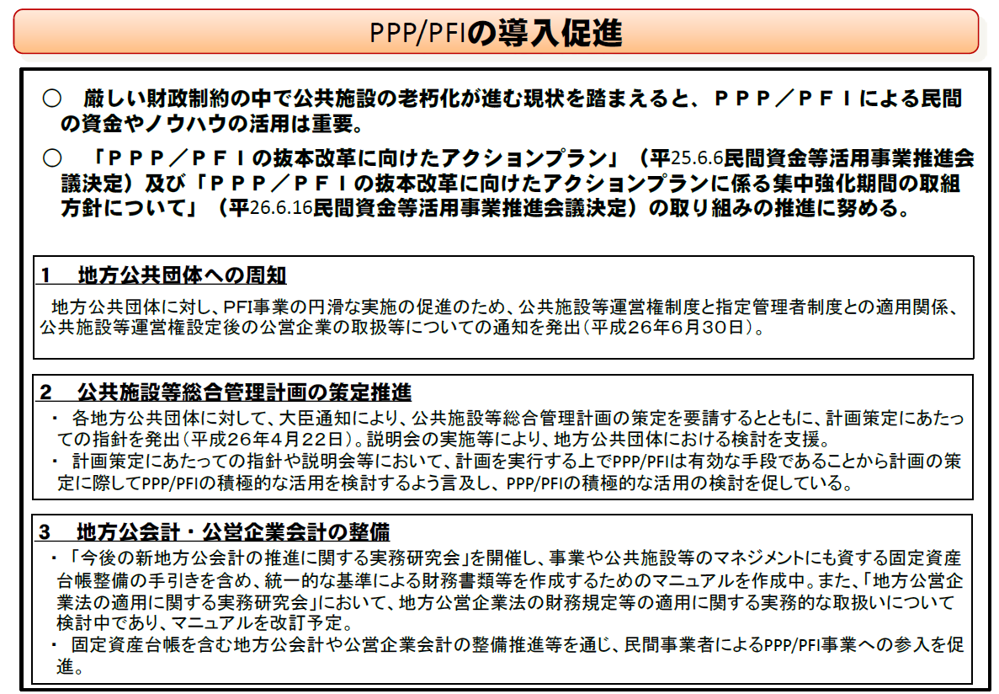 PPP/PFIの導入促進
○　厳しい財政制約の中で公共施設の老朽化が進む現状を踏まえると、ＰＰＰ／ＰＦＩによる民間
の資金やノウハウの活用は重要。
○　「ＰＰＰ／ＰＦＩの抜本改革に向けたアクションプラン」（平25.6.6民間資金等活用事業推進会
議決定）及び「ＰＰＰ／ＰＦＩの抜本改革に向けたアクションプランに係る集中強化期間の取組
方針について」（平26.6.16民間資金等活用事業推進会議決定）の取り組みの推進に努める。
１　地方公共団体への周知
地方公共団体に対し、PFI事業の円滑な実施の促進のため、公共施設等運営権制度と指定管理者制度との適用関係、
公共施設等運営権設定後の公営企業の取扱等についての通知を発出（平成２６年６月３０日）。
２　公共施設等総合管理計画の策定推進
・ 各地方公共団体に対して、大臣通知により、公共施設等総合管理計画の策定を要請するとともに、計画策定にあたっ
ての指針を発出（平成２６年４月２２日）。説明会の実施等により、地方公共団体における検討を支援。
・ 計画策定にあたっての指針や説明会等において、計画を実行する上でPPP/PFIは有効な手段であることから計画の策
定に際してPPP/PFIの積極的な活用を検討するよう言及し、PPP/PFIの積極的な活用の検討を促している。
３　地方公会計・公営企業会計の整備
・ 「今後の新地方公会計の推進に関する実務研究会」を開催し、事業や公共施設等のマネジメントにも資する固定資産
台帳整備の手引きを含め、統一的な基準による財務書類等を作成するためのマニュアルを作成中。また、「地方公営企
業法の適用に関する実務研究会」において、地方公営企業法の財務規定等の適用に関する実務的な取扱いについて
検討中であり、マニュアルを改訂予定。
・ 固定資産台帳を含む地方公会計や公営企業会計の整備推進等を通じ、民間事業者によるPPP/PFI事業への参入を促
進。